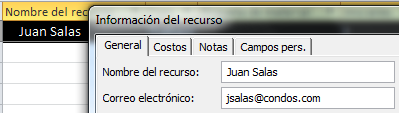 Nombre del rec
Juan Salas
Información del recurso
General Costos Notas Campos pers.
Nombre del recurso: Juan Salas
Correo electrónico: jsalas@condos.com